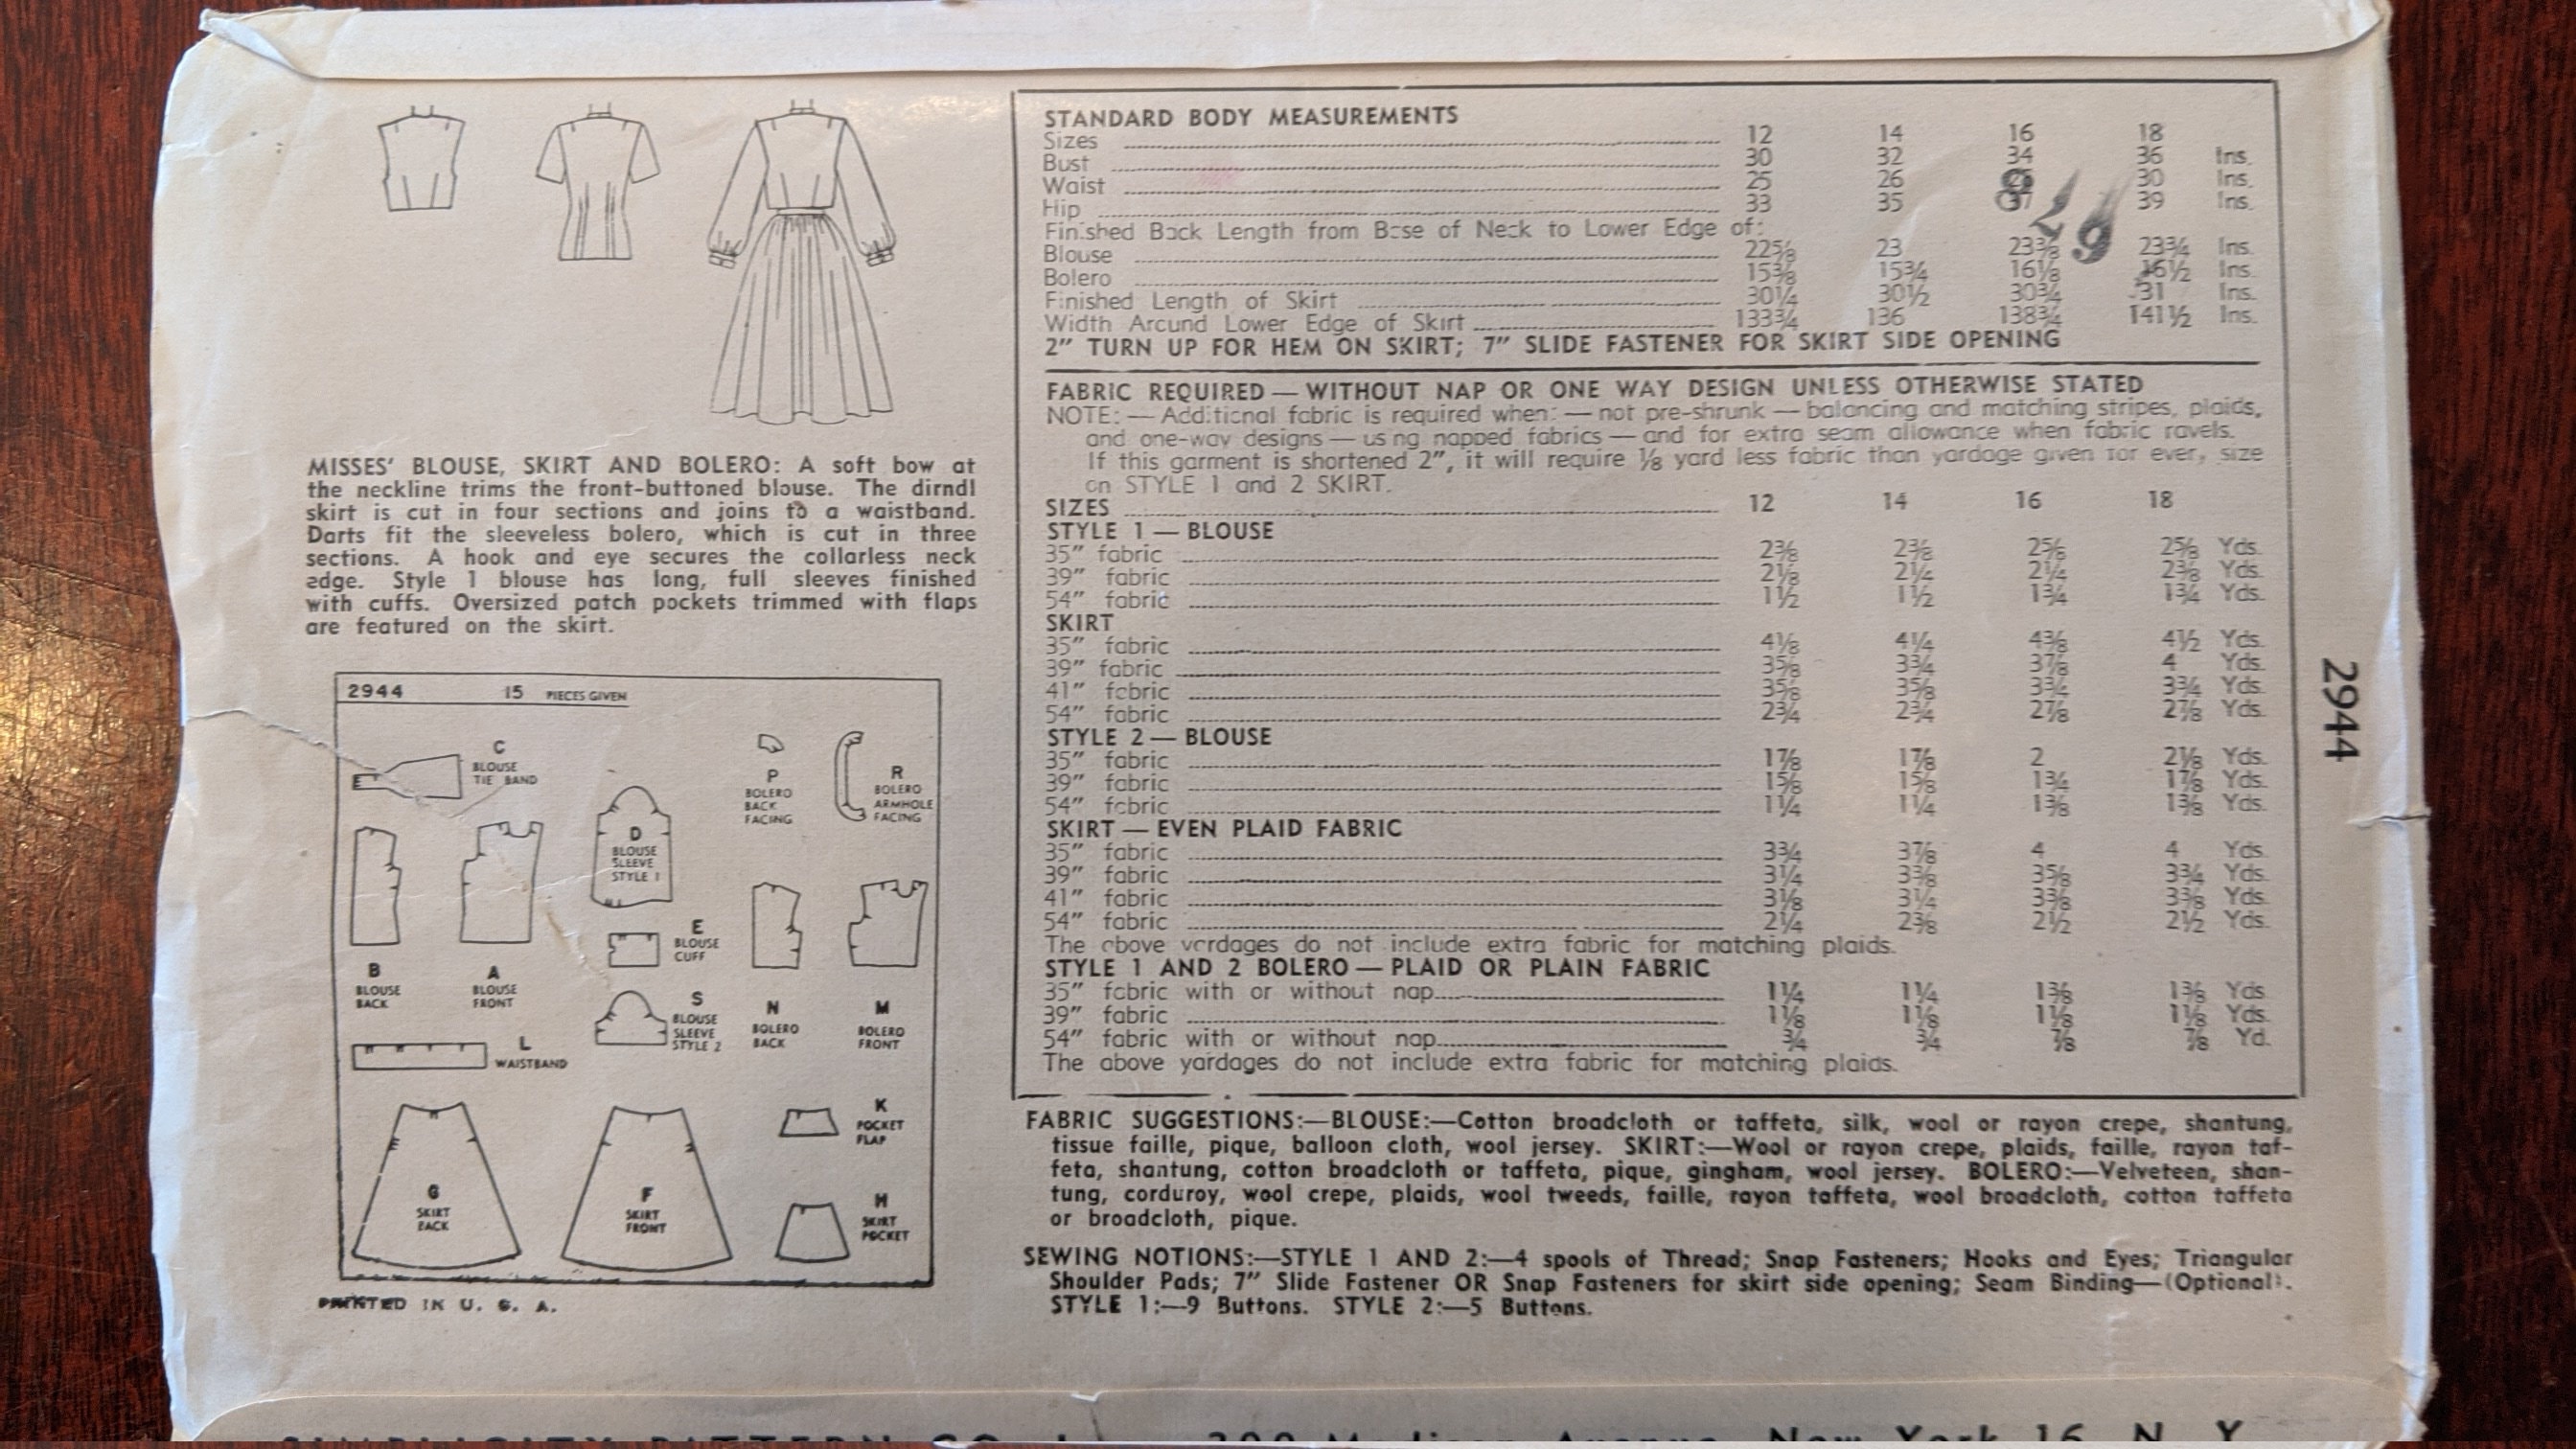 STANDARD BODY MEASUREMENTS
Sizes 12 14 16 18
Bust 30 32 34 36 Ins.
Waist 25 26 30 Ins.
Hip 33 35 37 39 Ins.
Finished Back Length from Base of Neck to Lower Edge of:
Blouse 22⅝ 23 23⅜ 23¾ Ins.
Bolero 15⅜ 15¾ 16⅛ 16½ Ins.
Finished Length of Skirt 30¼ 30½ 30¾ 31 Ins.
Width Around Lower Edge of Skirt 133¾ 136 138¾ 141½ Ins.
2" TURN UP FOR HEM ON SKIRT; 7" SLIDE FASTENER FOR SKIRT SIDE OPENING
FABRIC REQUIRED — WITHOUT NAP OR ONE WAY DESIGN UNLESS OTHERWISE STATED
NOTE: — Additional fabric is required when: — not pre-shrunk — balancing and matching stripes, plaids,
and one-way designs — using napped fabrics — and for extra seam allowance when fabric ravels.
If this garment is shortened 2", it will require ⅛ yard less fabric than yardage given for every size
on STYLE 1 and 2 SKIRT.
SIZES 12 14 16 18
STYLE 1 — BLOUSE
35" fabric 2⅜ 2⅜ 2⅝ 2⅝ Yds.
39" fabric 2⅛ 2¼ 2¼ 2⅜ Yds.
54" fabric 1½ 1½ 1¾ 1¾ Yds.
SKIRT
35" fabric 4⅛ 4¼ 4⅜ 4½ Yds.
39" fabric 3⅝ 3¾ 3⅞ 4 Yds.
41" fabric 3⅝ 3⅝ 3¾ 3¾ Yds.
54" fabric 2¾ 2¾ 2⅞ 2⅞ Yds.
STYLE 2 — BLOUSE
35" fabric 1⅞ 1⅞ 2 2⅛ Yds.
39" fabric 1⅝ 1⅝ 1¾ 1⅞ Yds.
54" fabric 1¼ 1¼ 1⅜ 1⅜ Yds.
SKIRT — EVEN PLAID FABRIC
35" fabric 3¾ 3⅞ 4 4 Yds.
39" fabric 3¼ 3⅜ 3⅝ 3¾ Yds.
41" fabric 3⅛ 3¼ 3⅜ 3⅜ Yds.
54" fabric 2¼ 2⅜ 2½ 2½ Yds.
The above yardages do not include extra fabric for matching plaids.
STYLE 1 AND 2 BOLERO — PLAID OR PLAIN FABRIC
35" fabric with or without nap 1¼ 1¼ 1⅜ 1⅜ Yds.
39" fabric 1⅛ 1⅛ 1⅛ 1⅛ Yds.
54" fabric with or without nap ¾ ¾ ⅞ ⅞ Yd.
The above yardages do not include extra fabric for matching plaids.
FABRIC SUGGESTIONS:—BLOUSE:—Cotton broadcloth or taffeta, silk, wool or rayon crepe, shantung,
tissue faille, pique, balloon cloth, wool jersey. SKIRT:—Wool or rayon crepe, plaids, faille, rayon taf-
feta, shantung, cotton broadcloth or taffeta, pique, gingham, wool jersey. BOLERO:—Velveteen, shan-
tung, corduroy, wool crepe, plaids, wool tweeds, faille, rayon taffeta, wool broadcloth, cotton taffeta
or broadcloth, pique.
SEWING NOTIONS:—STYLE 1 AND 2:—4 spools of Thread; Snap Fasteners; Hooks and Eyes; Triangular
Shoulder Pads; 7" Slide Fastener OR Snap Fasteners for skirt side opening; Seam Binding—(Optional).
STYLE 1:—9 Buttons. STYLE 2:—5 Buttons.
MISSES' BLOUSE, SKIRT AND BOLERO: A soft bow at
the neckline trims the front-buttoned blouse. The dirndl
skirt is cut in four sections and joins to a waistband.
Darts fit the sleeveless bolero, which is cut in three
sections. A hook and eye secures the collarless neck
edge. Style 1 blouse has long, full sleeves finished
with cuffs. Oversized patch pockets trimmed with flaps
are featured on the skirt.
2944 15 PIECES GIVEN
C
BLOUSE
TIE BAND
P
BOLERO
BACK
FACING
R
BOLERO
ARMHOLE
FACING
D
BLOUSE
SLEEVE
STYLE 1
B
BLOUSE
BACK
A
BLOUSE
FRONT
E
BLOUSE
CUFF
S
BLOUSE
SLEEVE
STYLE 2
N
BOLERO
BACK
M
BOLERO
FRONT
L
WAISTBAND
K
POCKET
FLAP
G
SKIRT
BACK
F
SKIRT
FRONT
H
SKIRT
POCKET
PRINTED IN U. S. A.
2944
SIMPLICITY PATTERN CO. Madison Avenue, New York 16, N. Y.